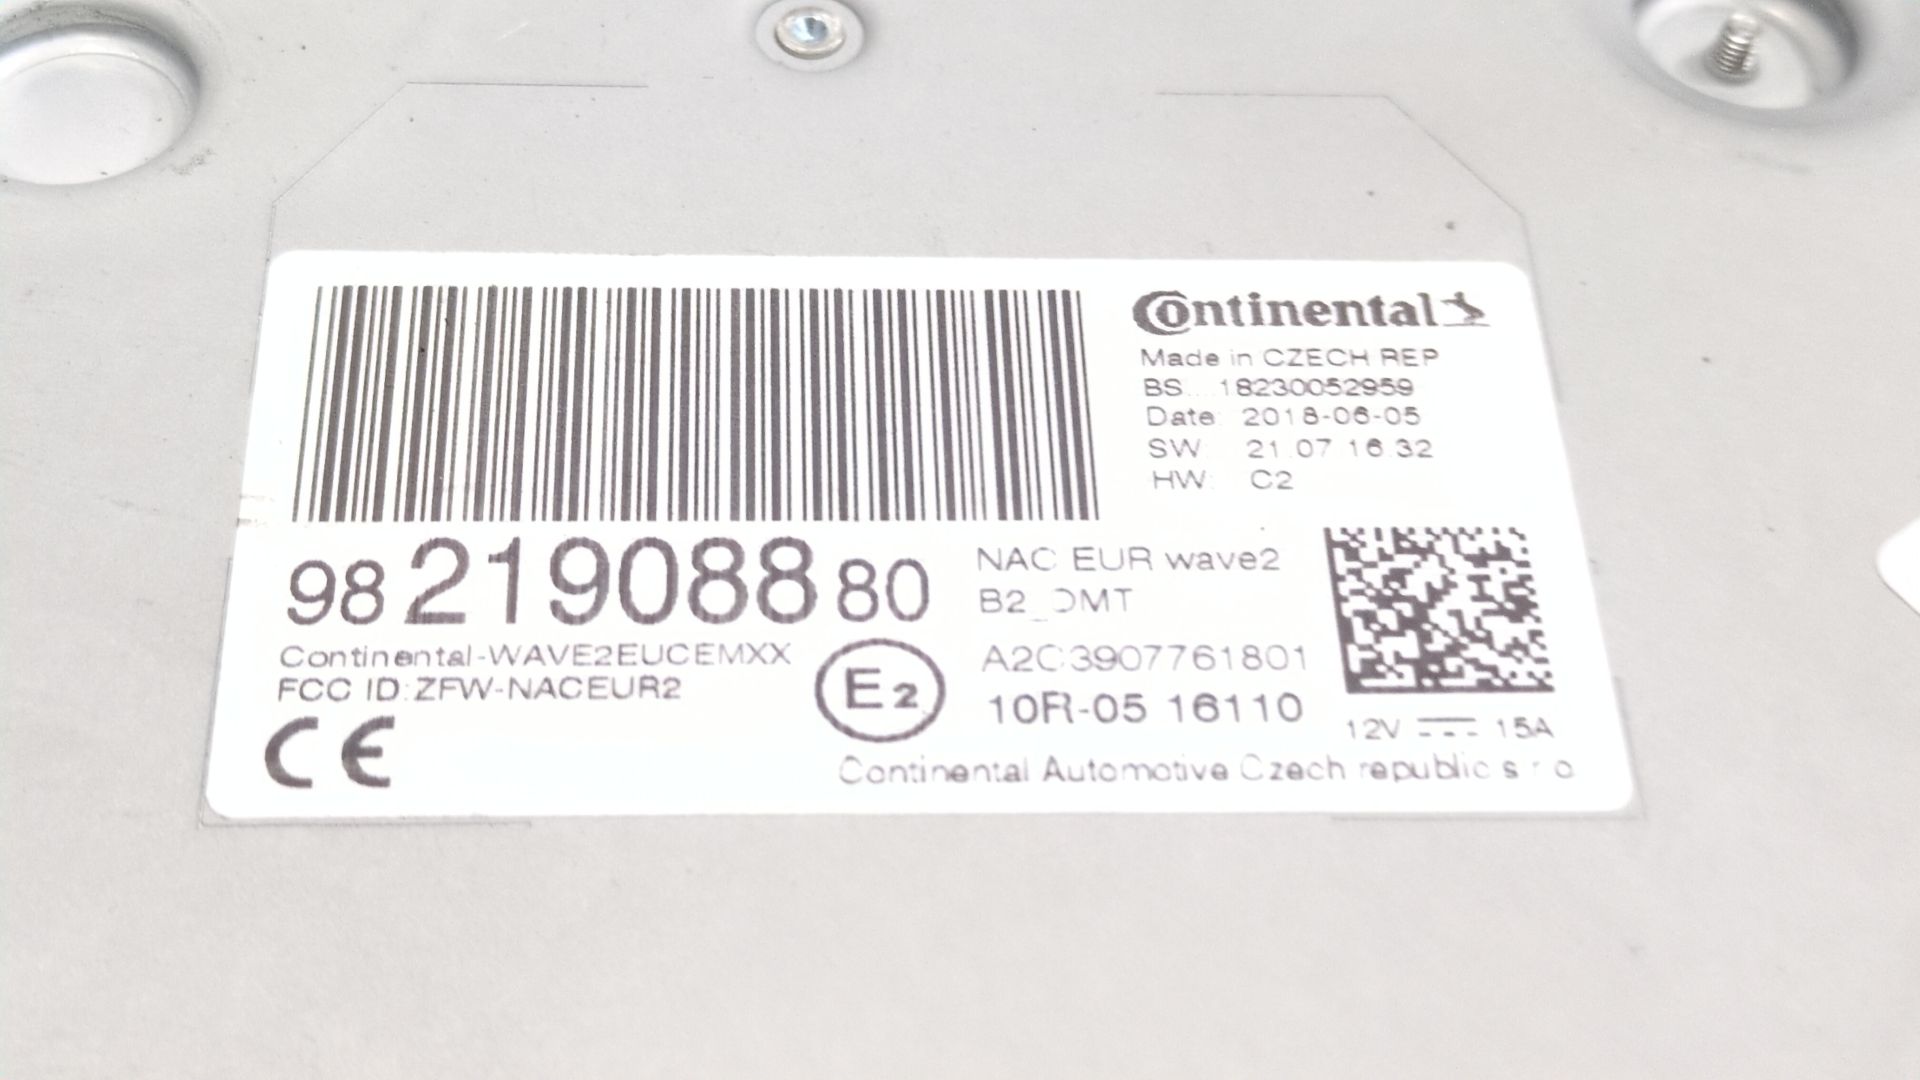 Continental
Made in CZECH REP
BS....18230052959
Date: 2018-06-05
SW: 21.07.16.32
HW: C2
98 219088 80
NAC EUR wave2
B2_DMT
Continental-WAVE2EUCEMXX
FCC ID:ZFW-NACEUR2
CE
E2
A2C3907761801
10R-05 16110
12V 15A
Continental Automotive Czech republic s r o